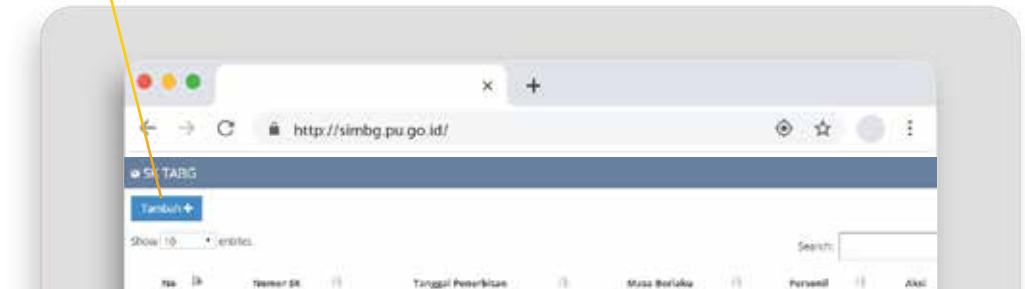 http://simbg.pu.go.id/
SK TABG
Tambah +
Show 10 entries
Search:
No Nomor SK Tanggal Penerbitan Masa Berlaku Personil Aksi